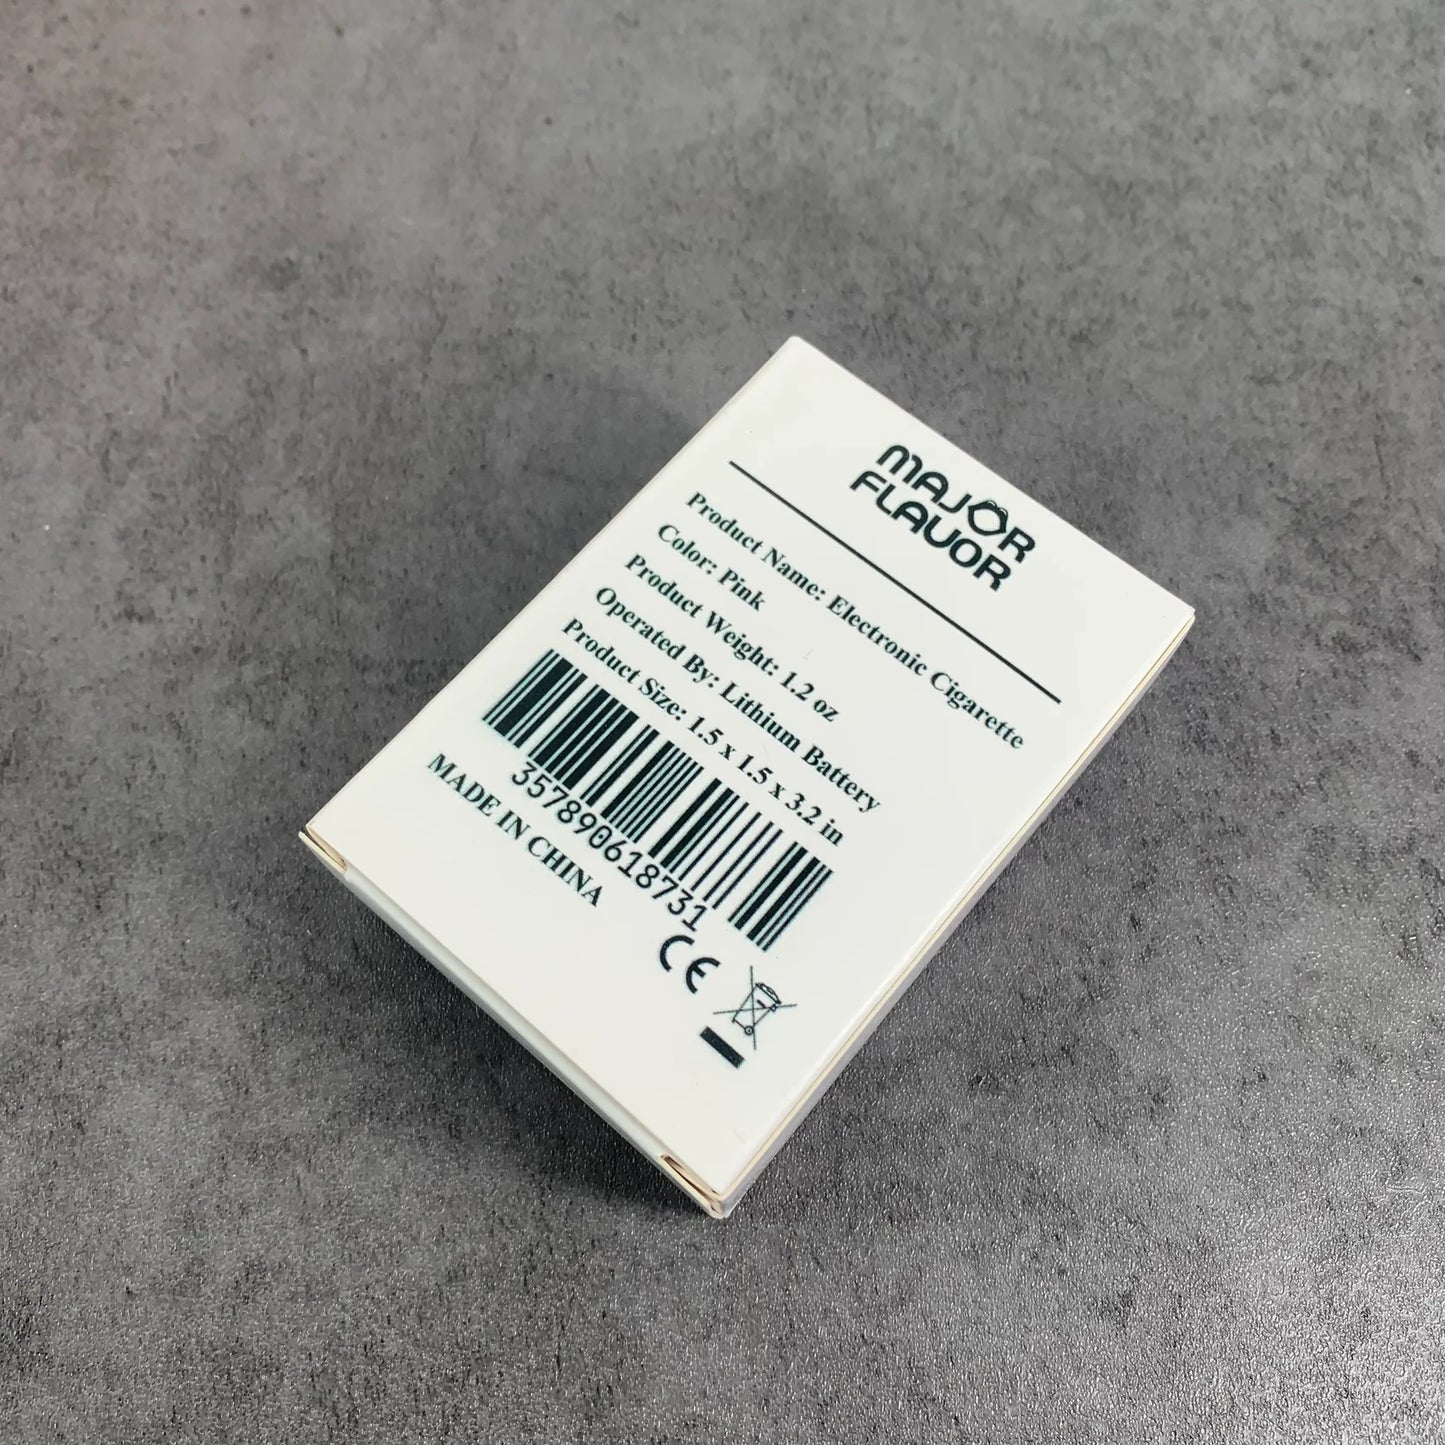 MAJOR
FLAVOR
Product Name: Electronic Cigarette
Color: Pink
Product Weight: 1.2 oz
Operated By: Lithium Battery
Product Size: 1.5 x 1.5 x 3.2 in
357890618731
MADE IN CHINA
CE